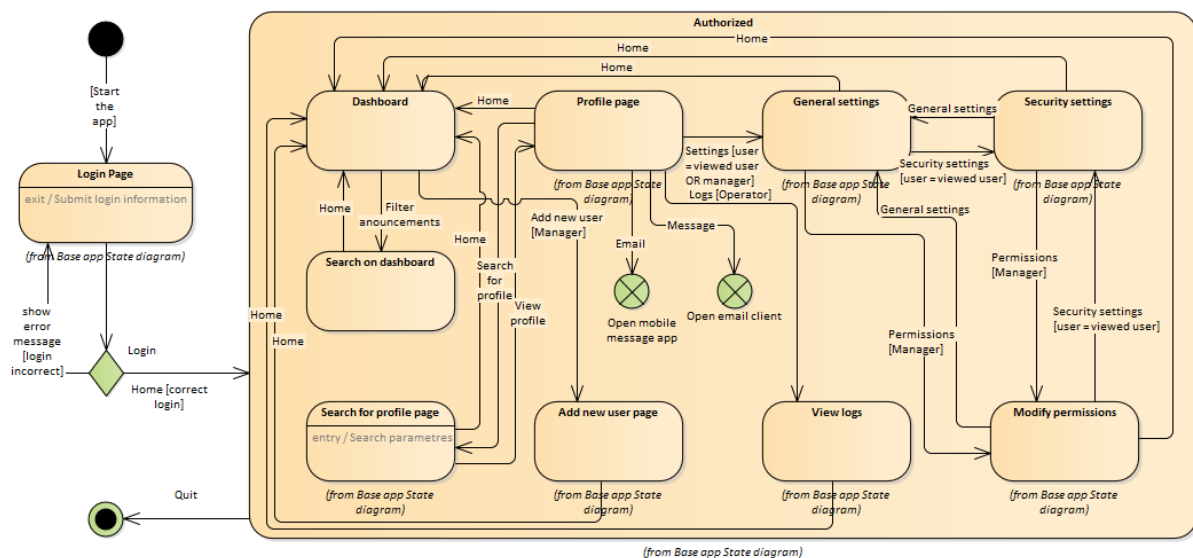 Authorized
Home
Home
Home
[Start
the
app]
Dashboard
Home
Profile page
General settings
General settings
Security settings
Login Page
exit / Submit login information
(from Base app State diagram)
(from Base app State
diagram)
Settings [user
= viewed user
OR manager]
Logs [Operator]
(from Base app State
diagram)
(from Base app State
diagram)
Security settings
[user = viewed user]
(from Base app State
diagram)
Home
Filter
anouncements
Add new user
[Manager]
Email
Message
General settings
Home
Search on dashboard
Search
for
profile
View
profile
Permissions
[Manager]
Open mobile
message app
Open email client
show
error
message
[login
incorrect]
Login
Home [correct
login]
Home
Home
Permissions
[Manager]
Security settings
[user = viewed user]
Search for profile page
entry / Search parametres
Add new user page
View logs
Modify permissions
(from Base app State
diagram)
(from Base app State
diagram)
(from Base app State
diagram)
(from Base app State
diagram)
Quit
(from Base app State diagram)